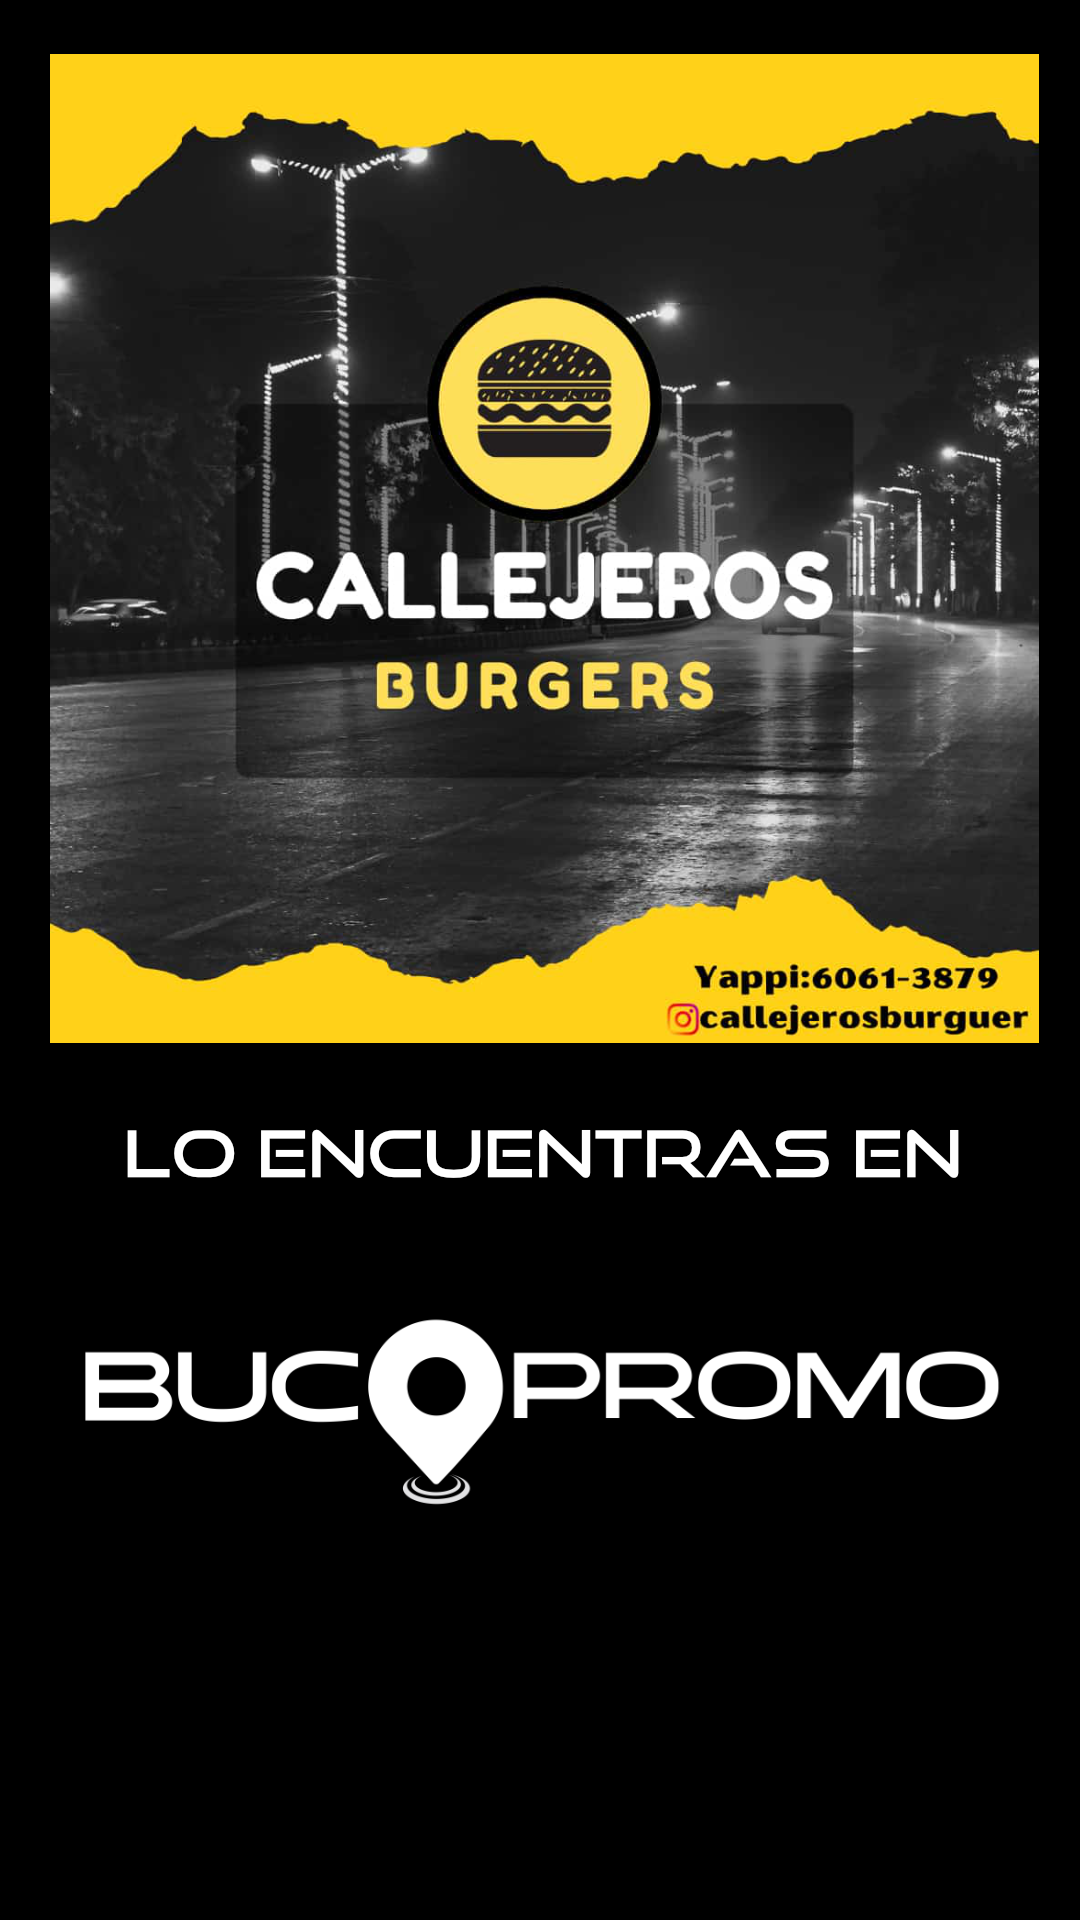 CALLEJEROS
BURGERS
Yappi:6061-3879
callejerosburguer
LO ENCUENTRAS EN
BUCOPROMO